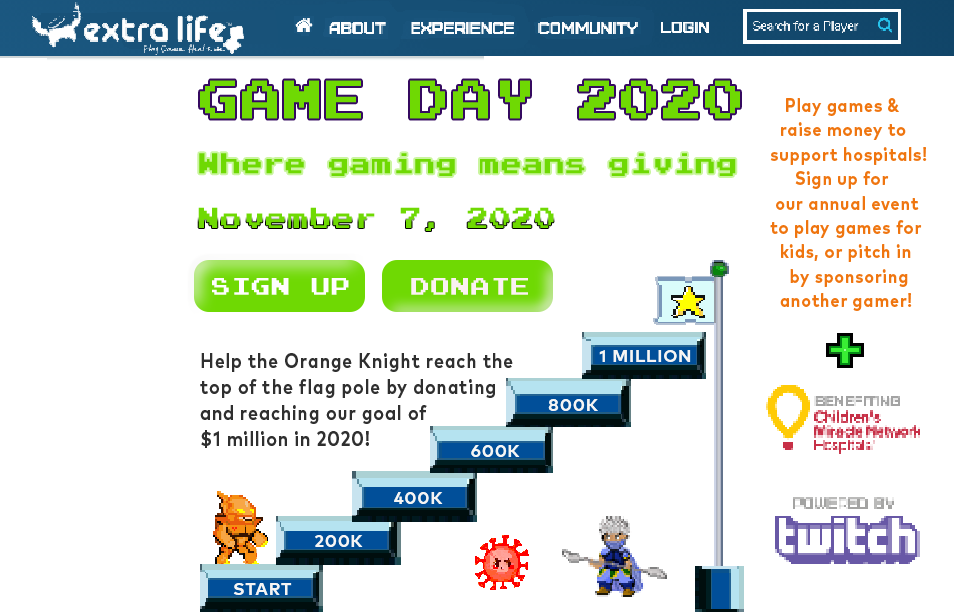 extra life
Play Games. Heal Kids.
ABOUT
EXPERIENCE
COMMUNITY
LOGIN
Search for a Player
GAME DAY 2020
Where gaming means giving
November 7, 2020
SIGN UP
DONATE
Play games &
raise money to
support hospitals!
Sign up for
our annual event
to play games for
kids, or pitch in
by sponsoring
another gamer!
Help the Orange Knight reach the
top of the flag pole by donating
and reaching our goal of
$1 million in 2020!
1 MILLION
800K
600K
400K
200K
START
BENEFITING
Children's
Miracle Network
Hospitals
POWERED BY
twitch